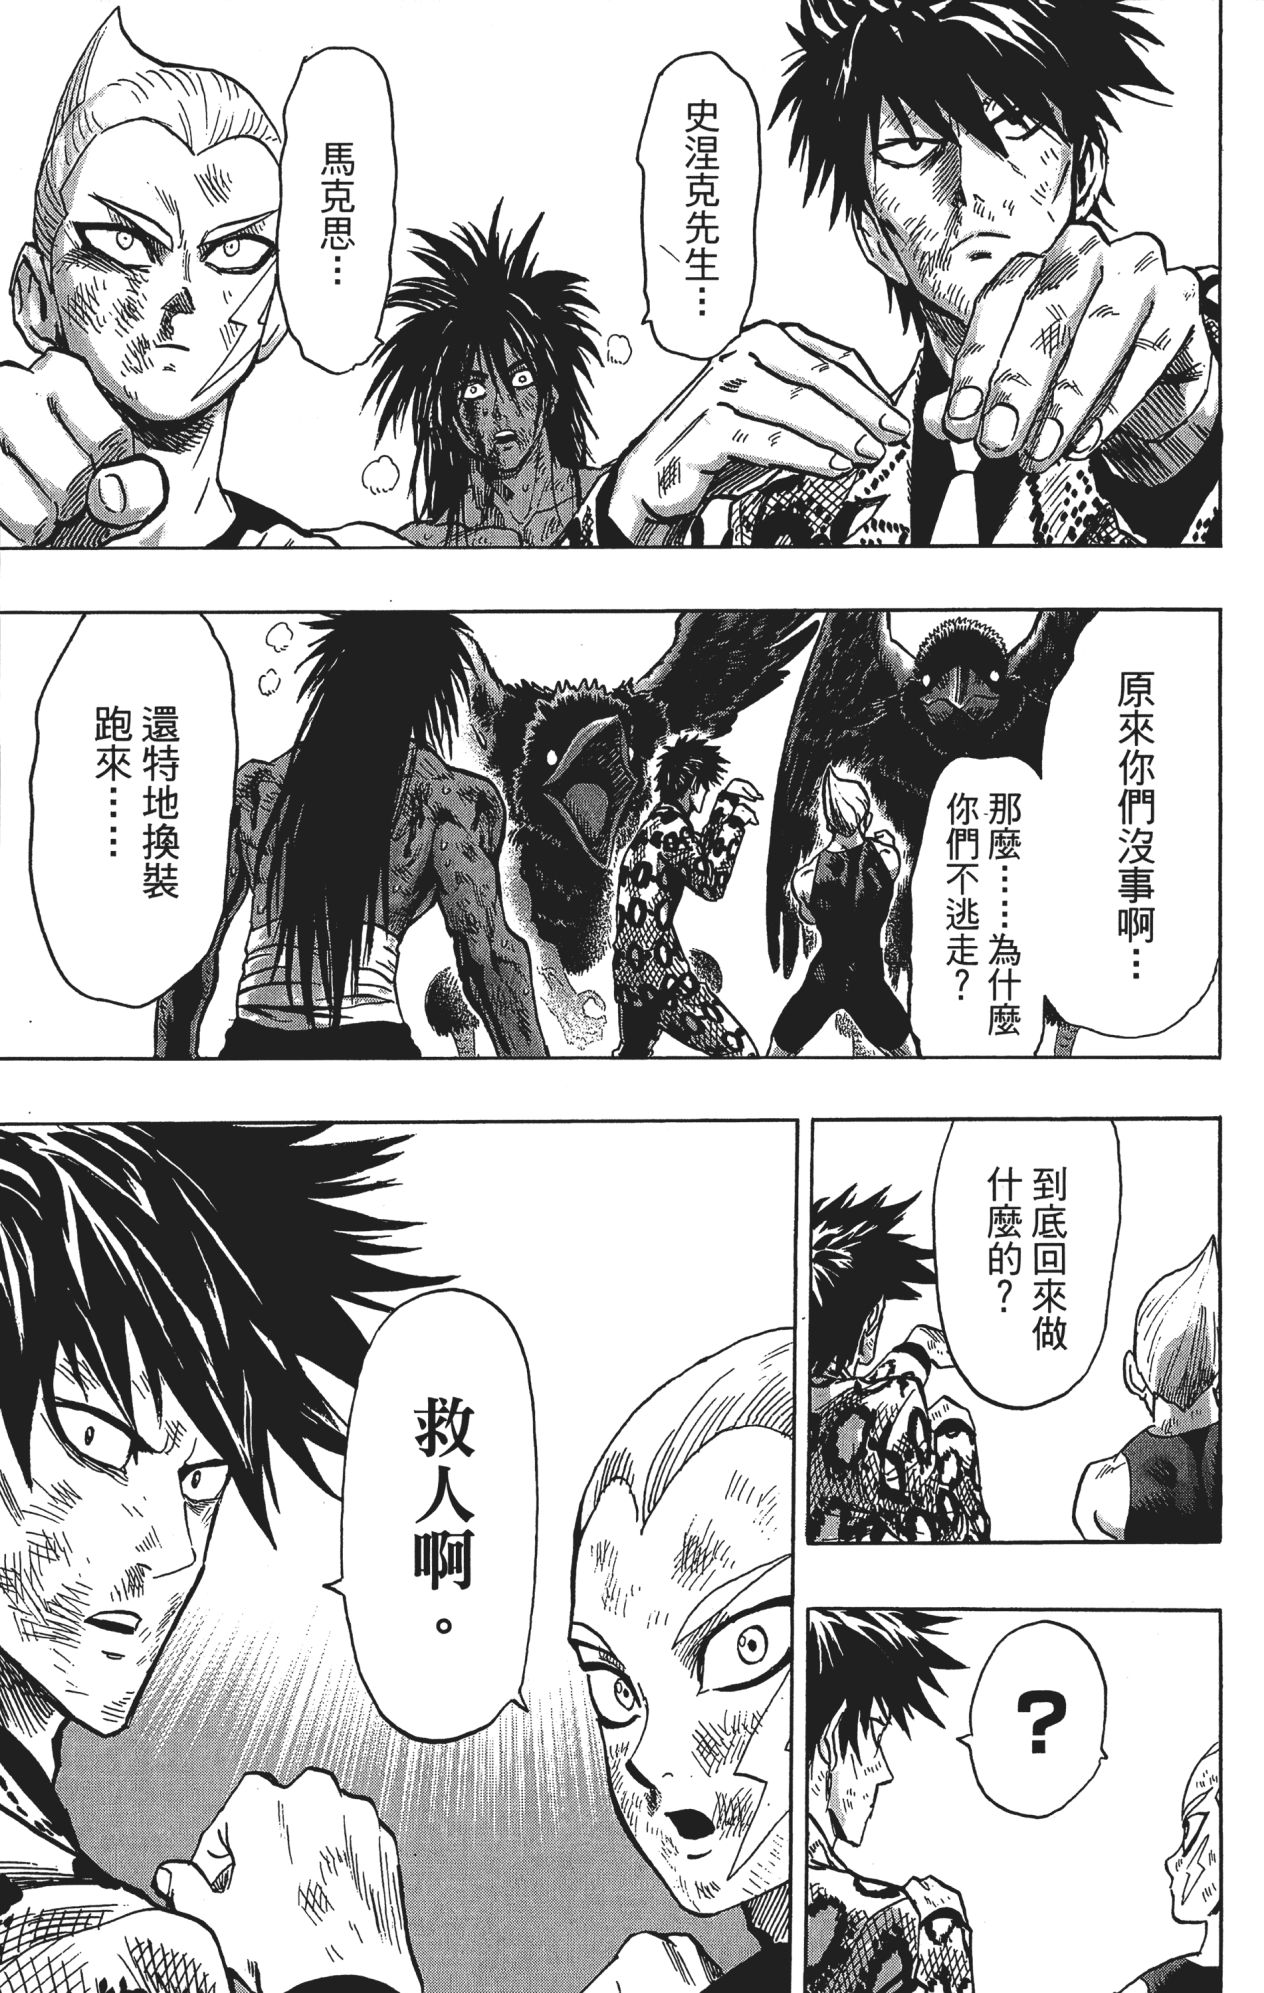 史涅克先生⋯
馬克思⋯
原來你們沒事啊⋯
那麼⋯⋯為什麼
你們不逃走？
還特地換裝
跑來⋯⋯
到底回來做
什麼的？
？
救人啊。